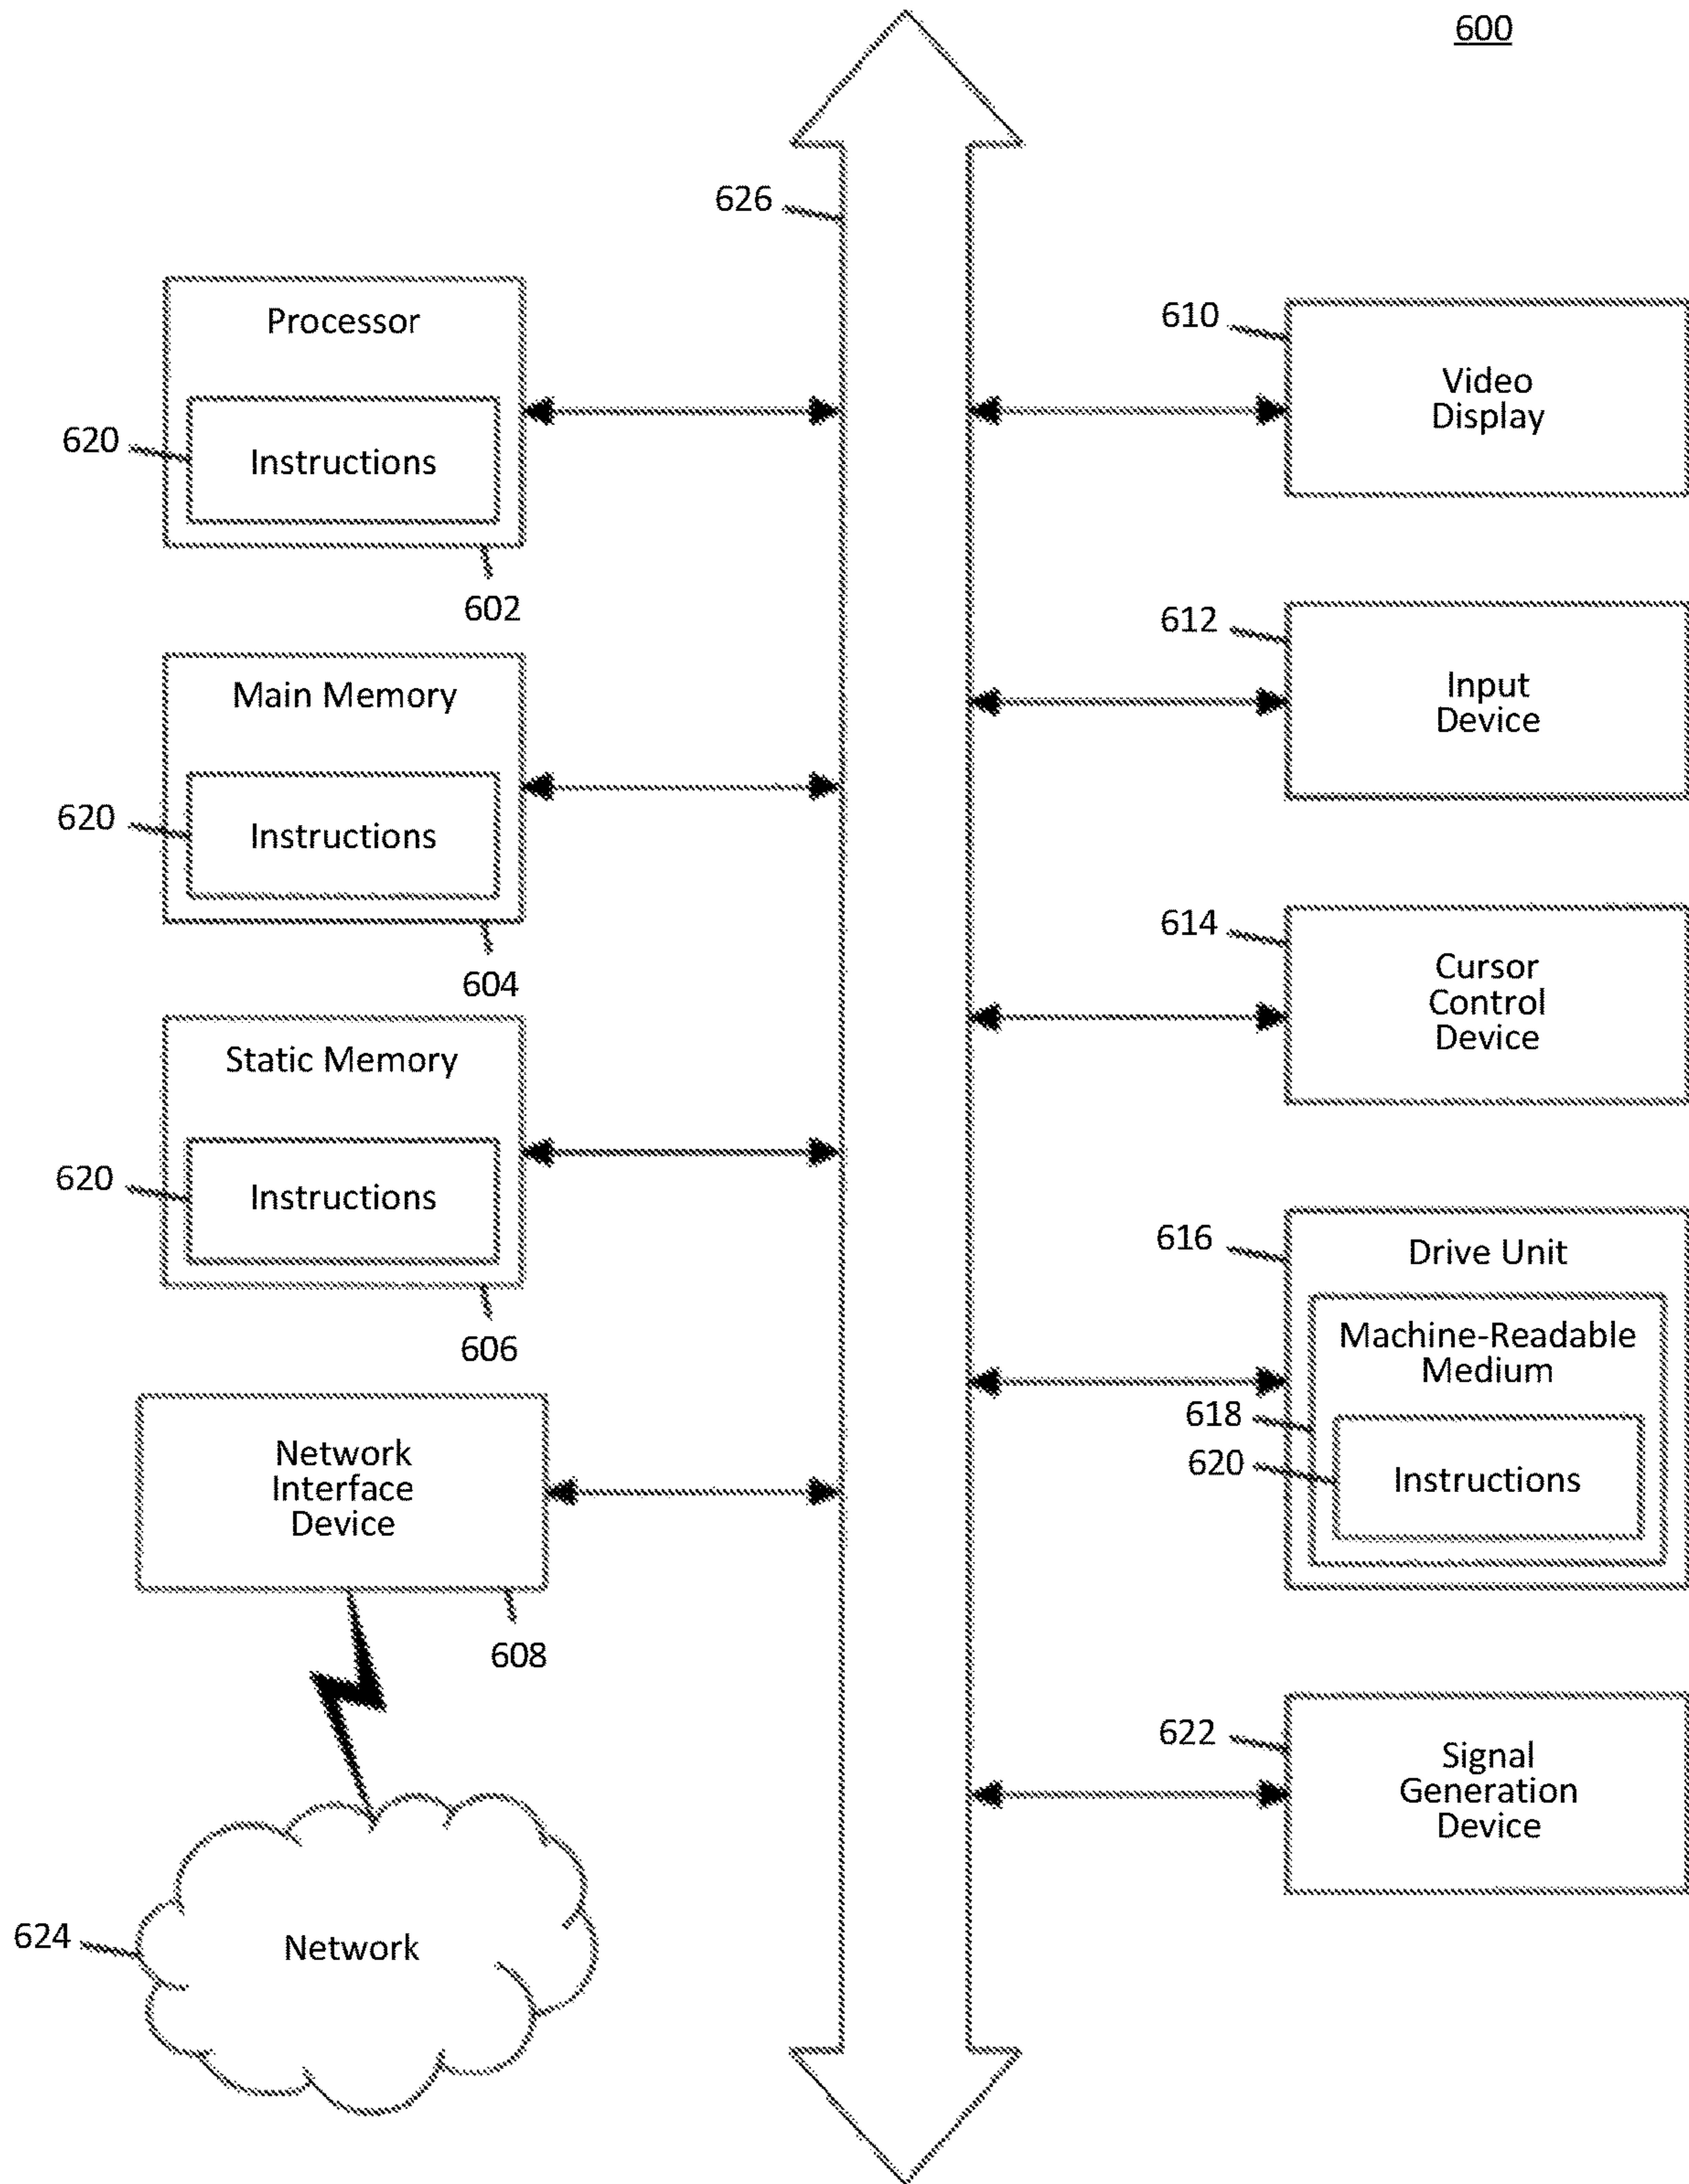 600
626
Processor
620
Instructions
602
Main Memory
620
Instructions
604
Static Memory
620
Instructions
606
Network
Interface
Device
608
624
Network
610
Video
Display
612
Input
Device
614
Cursor
Control
Device
616
Drive Unit
Machine-Readable
Medium
618
620
Instructions
622
Signal
Generation
Device